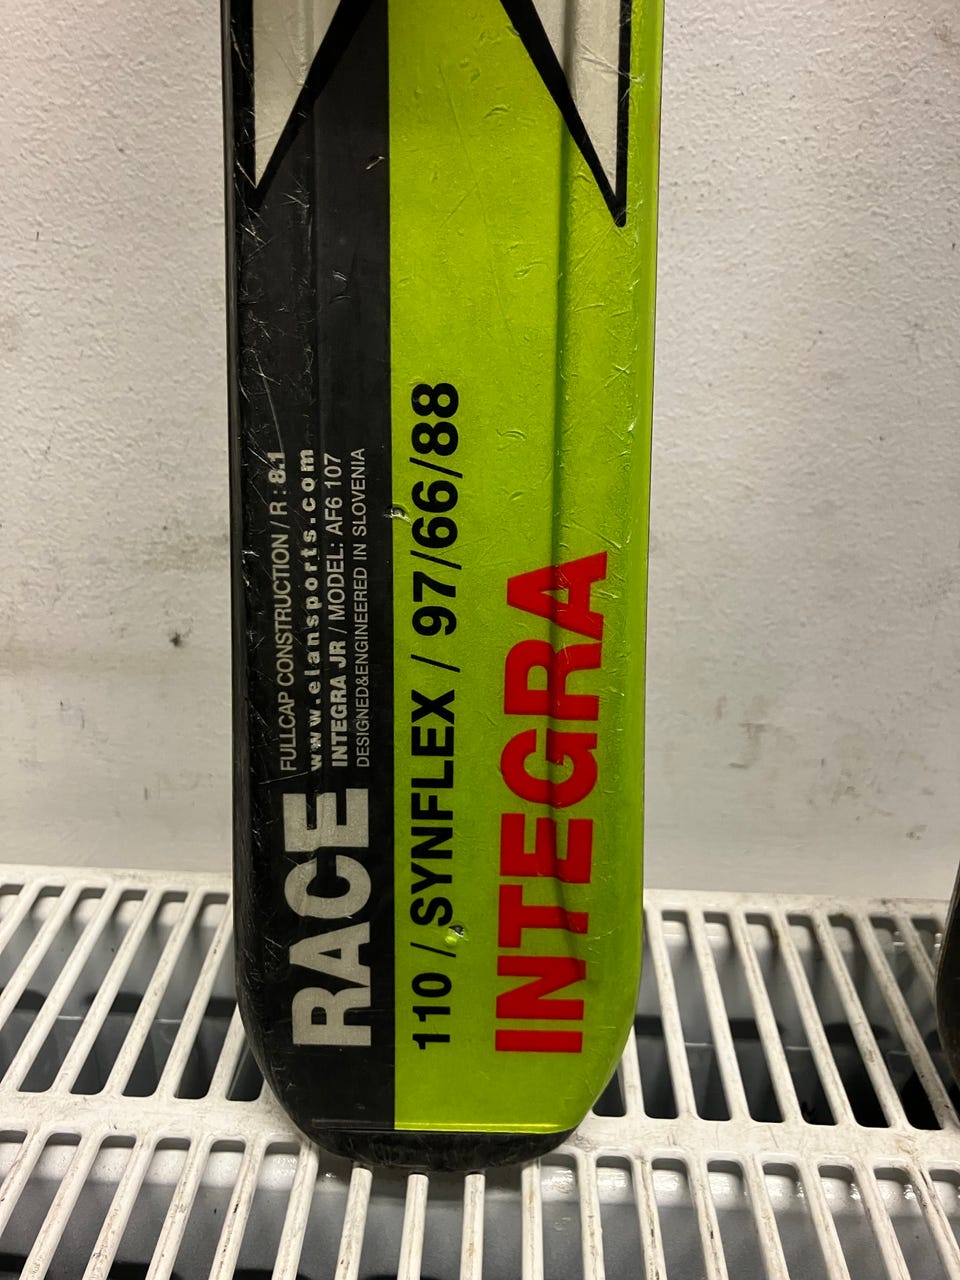 FULLCAP CONSTRUCTION / R : 8.1
www.elansports.com
INTEGRA JR / MODEL: AF6 107
DESIGNED&ENGINEERED IN SLOVENIA
RACE
110 / SYNFLEX / 97/66/88
INTEGRA